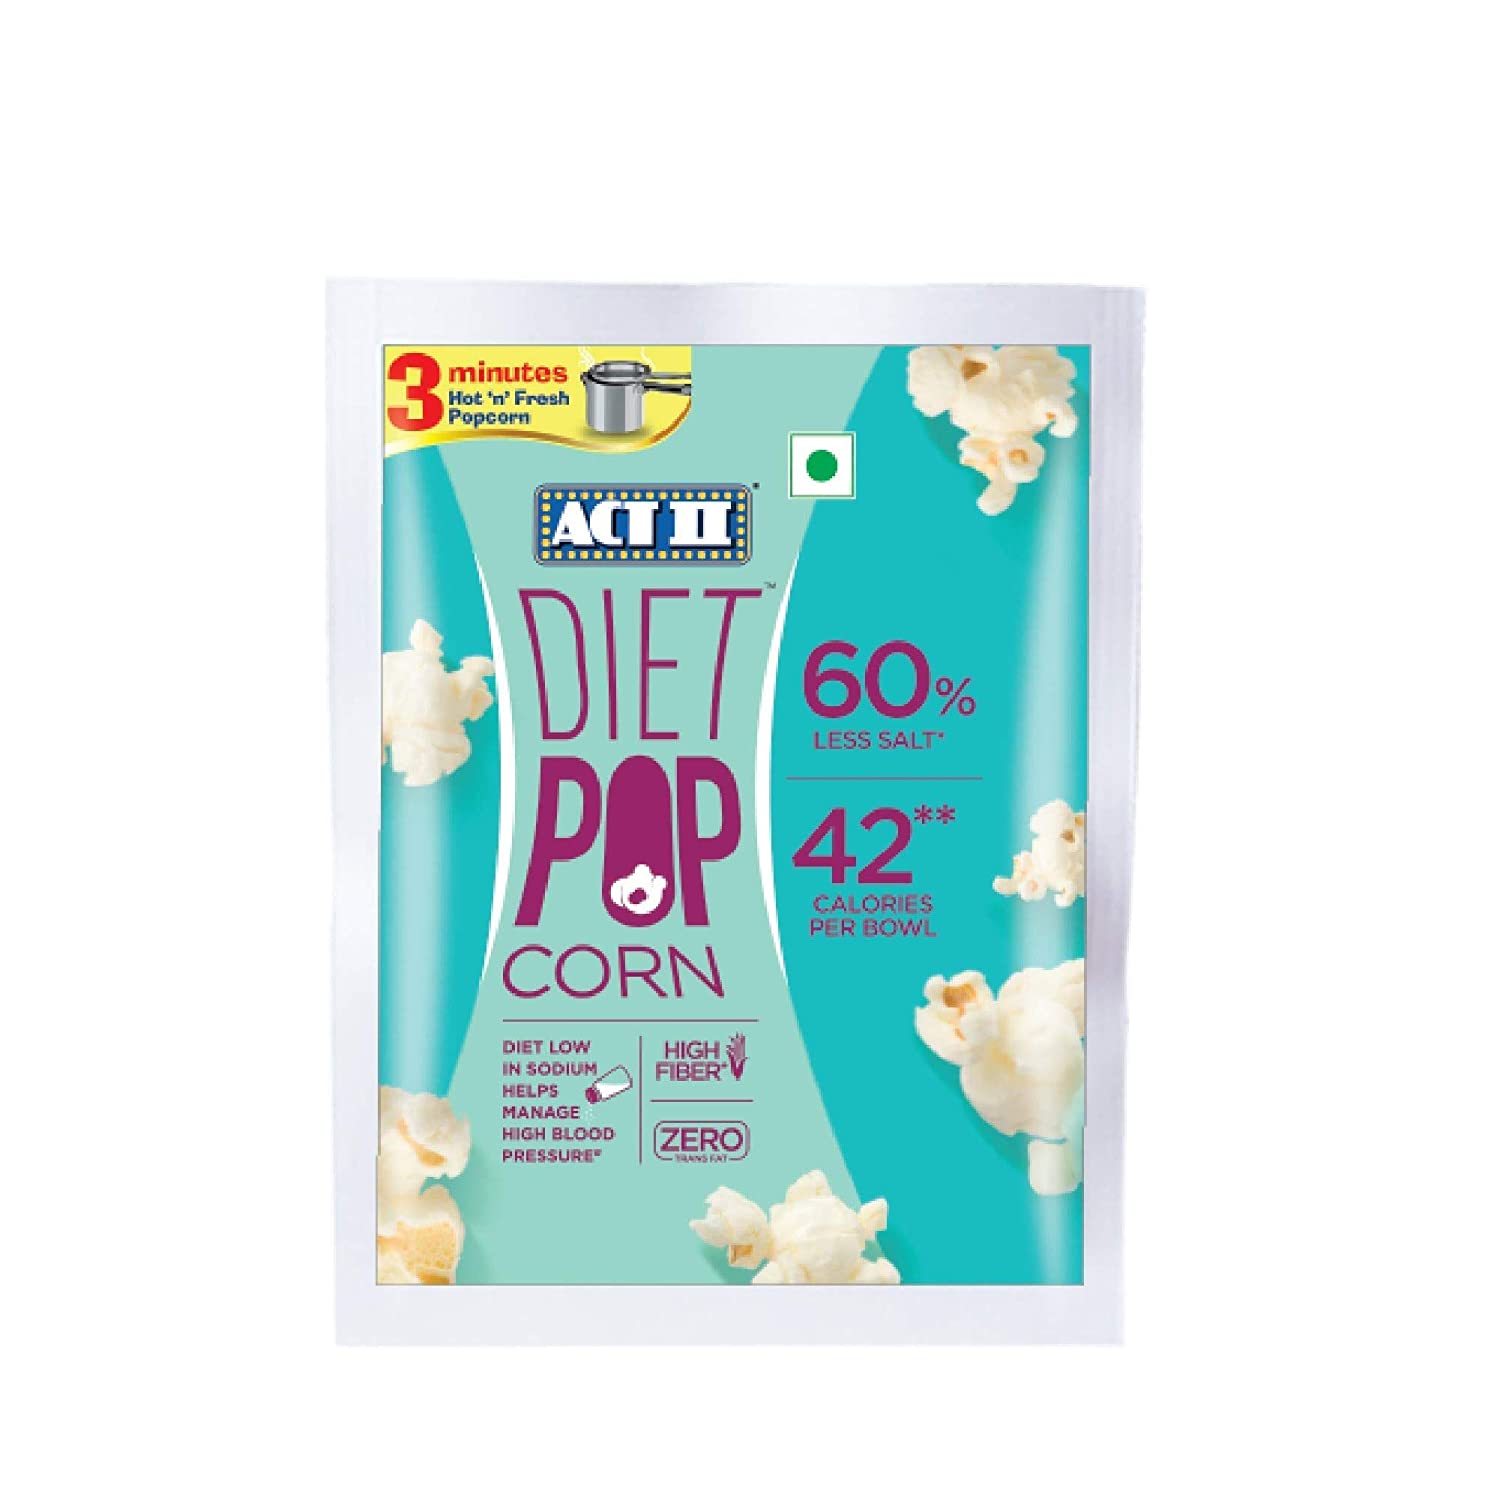 3 minutes
Hot 'n' Fresh
Popcorn
ACT II®
DIET™
POP
CORN
60%
LESS SALT*
42**
CALORIES
PER BOWL
DIET LOW
IN SODIUM
HELPS
MANAGE
HIGH BLOOD
PRESSURE#
HIGH
FIBER+
ZERO
TRANS FAT